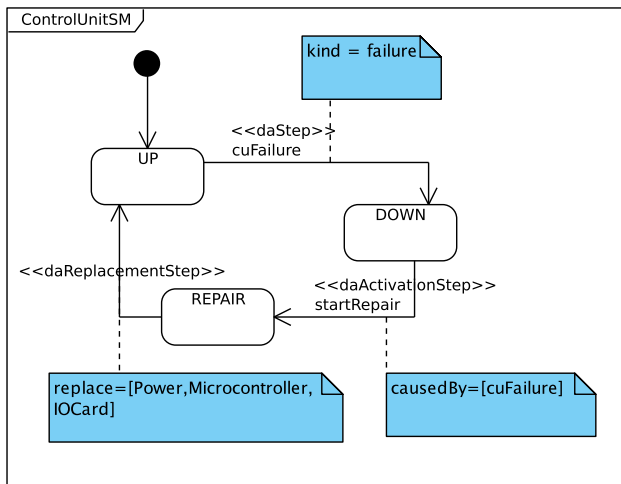 ControlUnitSM
kind = failure
<<daStep>>
cuFailure
UP
DOWN
<<daReplacementStep>>
<<daActivationStep>>
startRepair
REPAIR
replace=[Power,Microcontroller,
IOCard]
causedBy=[cuFailure]